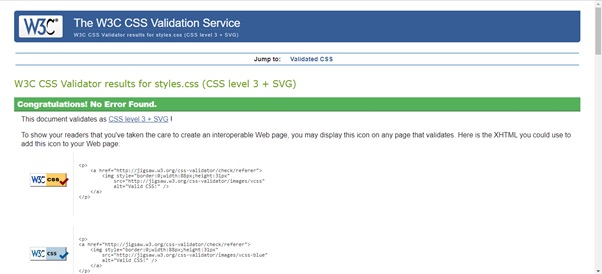 W3C®
The W3C CSS Validation Service
W3C CSS Validator results for styles.css (CSS level 3 + SVG)
Jump to: Validated CSS
W3C CSS Validator results for styles.css (CSS level 3 + SVG)
Congratulations! No Error Found.
This document validates as CSS level 3 + SVG !
To show your readers that you've taken the care to create an interoperable Web page, you may display this icon on any page that validates. Here is the XHTML you could use to
add this icon to your Web page:
W3C CSS
<p>
<a href="http://jigsaw.w3.org/css-validator/check/referer">
<img style="border:0;width:88px;height:31px"
src="http://jigsaw.w3.org/css-validator/images/vcss"
alt="Valid CSS!" />
</a>
</p>
W3C CSS
<p>
<a href="http://jigsaw.w3.org/css-validator/check/referer">
<img style="border:0;width:88px;height:31px"
src="http://jigsaw.w3.org/css-validator/images/vcss-blue"
alt="Valid CSS!" />
</a>
</p>